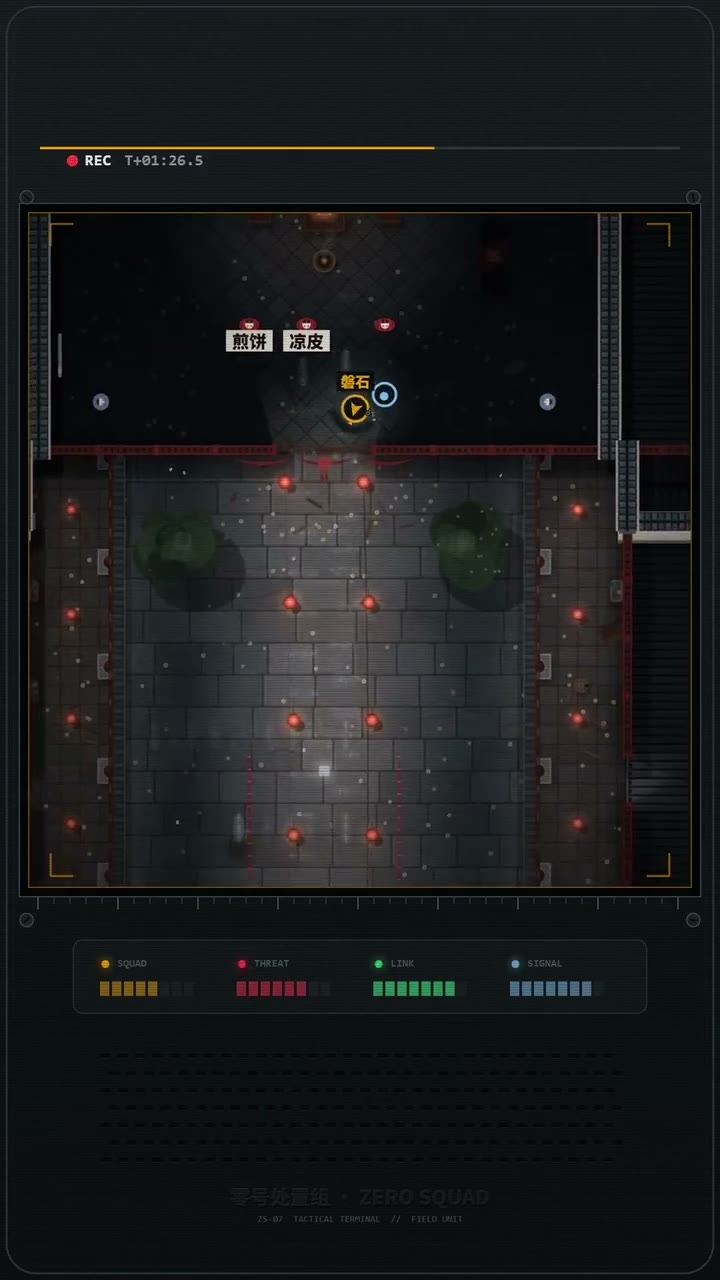 REC T+01:26.5
煎饼 凉皮
磐石
SQUAD THREAT LINK SIGNAL
零号处置组 · ZERO SQUAD
ZS-07 TACTICAL TERMINAL // FIELD UNIT